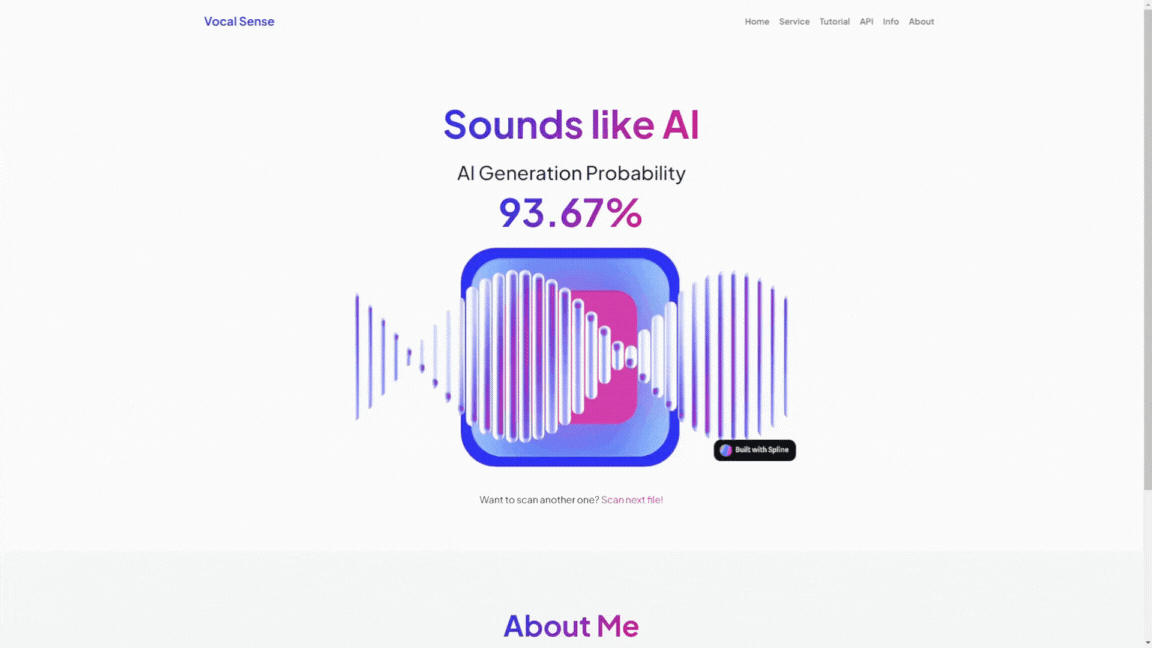 Vocal Sense
Home Service Tutorial API Info About
Sounds like AI
AI Generation Probability
93.67%
Built with Spline
Want to scan another one? Scan next file!
About Me